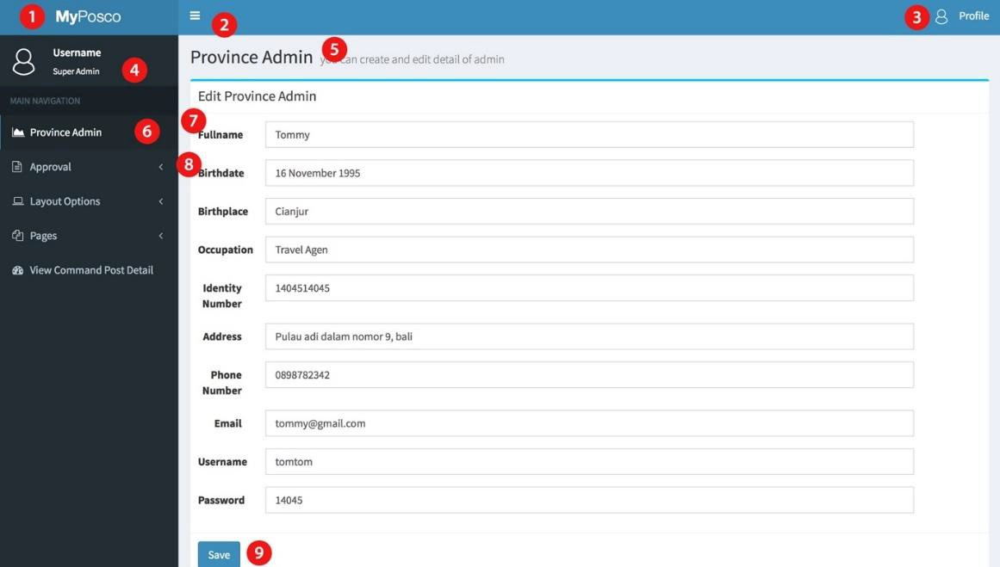 1 MyPosco
2
3 Profile
Username
Super Admin 4
MAIN NAVIGATION
Province Admin 6
Approval
Layout Options
Pages
View Command Post Detail
Province Admin 5 you can create and edit detail of admin
Edit Province Admin
7
Fullname Tommy
8
Birthdate 16 November 1995
Birthplace Cianjur
Occupation Travel Agen
Identity Number 1404514045
Address Pulau adi dalam nomor 9, bali
Phone Number 0898782342
Email tommy@gmail.com
Username tomtom
Password 14045
Save 9